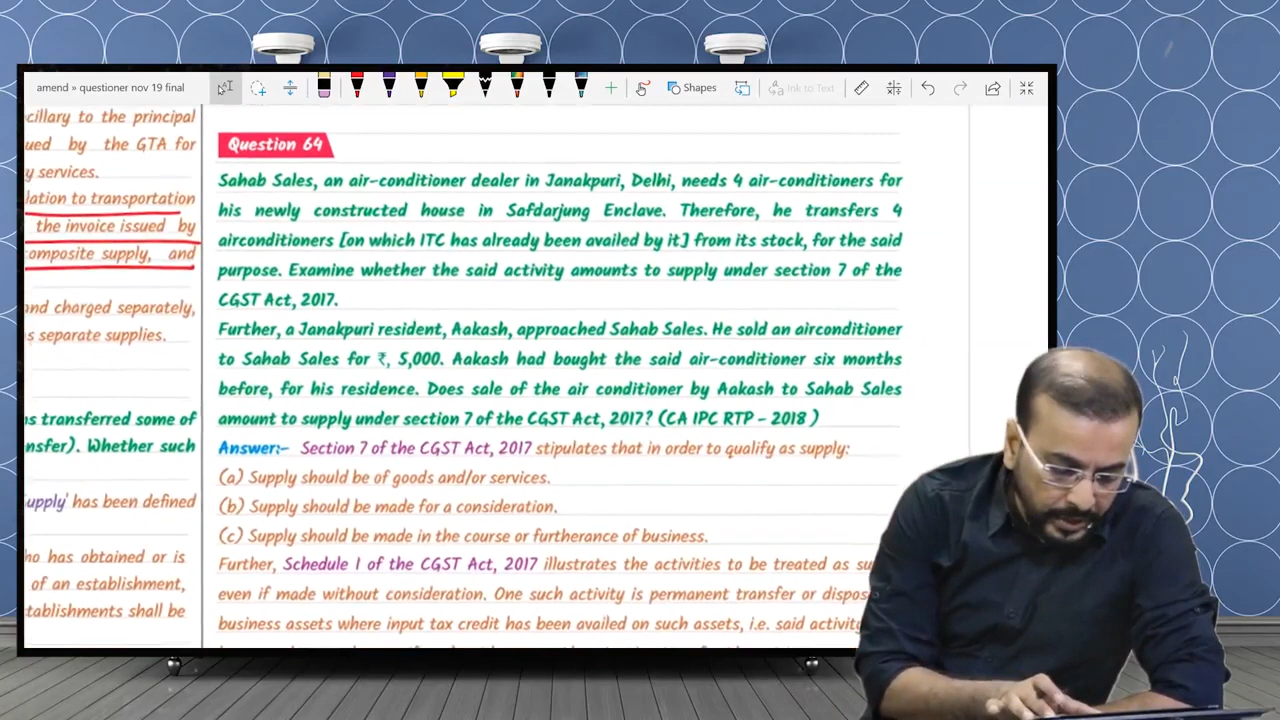 amend » questioner nov 19 final
Shapes
Ink to Text
cillary to the principal
ued by the GTA for
y services.
lation to transportation
the invoice issued by
omposite supply, and
and charged separately,
s separate supplies.
s transferred some of
nsfer). Whether such
upply' has been defined
ho has obtained or is
of an establishment,
tablishments shall be
Question 64
Sahab Sales, an air-conditioner dealer in Janakpuri, Delhi, needs 4 air-conditioners for
his newly constructed house in Safdarjung Enclave. Therefore, he transfers 4
airconditioners [on which ITC has already been availed by it] from its stock, for the said
purpose. Examine whether the said activity amounts to supply under section 7 of the
CGST Act, 2017.
Further, a Janakpuri resident, Aakash, approached Sahab Sales. He sold an airconditioner
to Sahab Sales for ₹, 5,000. Aakash had bought the said air-conditioner six months
before, for his residence. Does sale of the air conditioner by Aakash to Sahab Sales
amount to supply under section 7 of the CGST Act, 2017? (CA IPC RTP - 2018 )
Answer:- Section 7 of the CGST Act, 2017 stipulates that in order to qualify as supply:
(a) Supply should be of goods and/or services.
(b) Supply should be made for a consideration.
(c) Supply should be made in the course or furtherance of business.
Further, Schedule I of the CGST Act, 2017 illustrates the activities to be treated as su
even if made without consideration. One such activity is permanent transfer or dispos
business assets where input tax credit has been availed on such assets, i.e. said activity